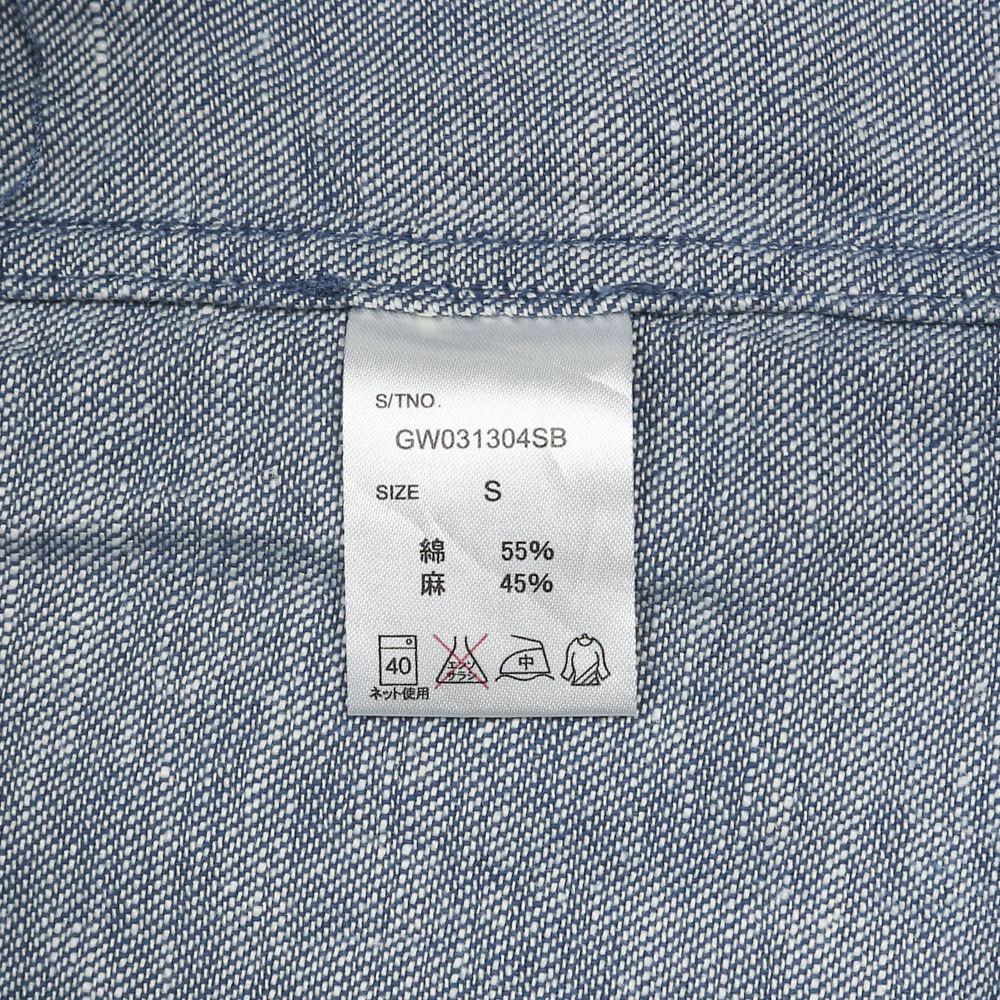 S/TNO.
GW031304SB
SIZE S
綿 55%
麻 45%
40
ネット使用
エンソ
サラシ
中